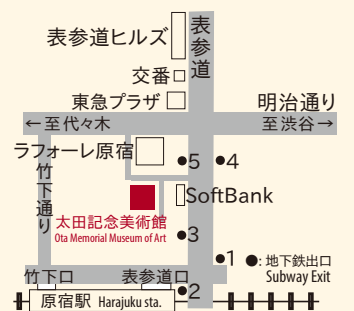 表参道
表参道ヒルズ
交番
東急プラザ
明治通り
←至代々木
至渋谷→
ラフォーレ原宿
●5 ●4
竹下通り
SoftBank
太田記念美術館
Ota Memorial Museum of Art
●3
●1 ●:地下鉄出口
Subway Exit
竹下口 表参道口
●2
原宿駅 Harajuku sta.